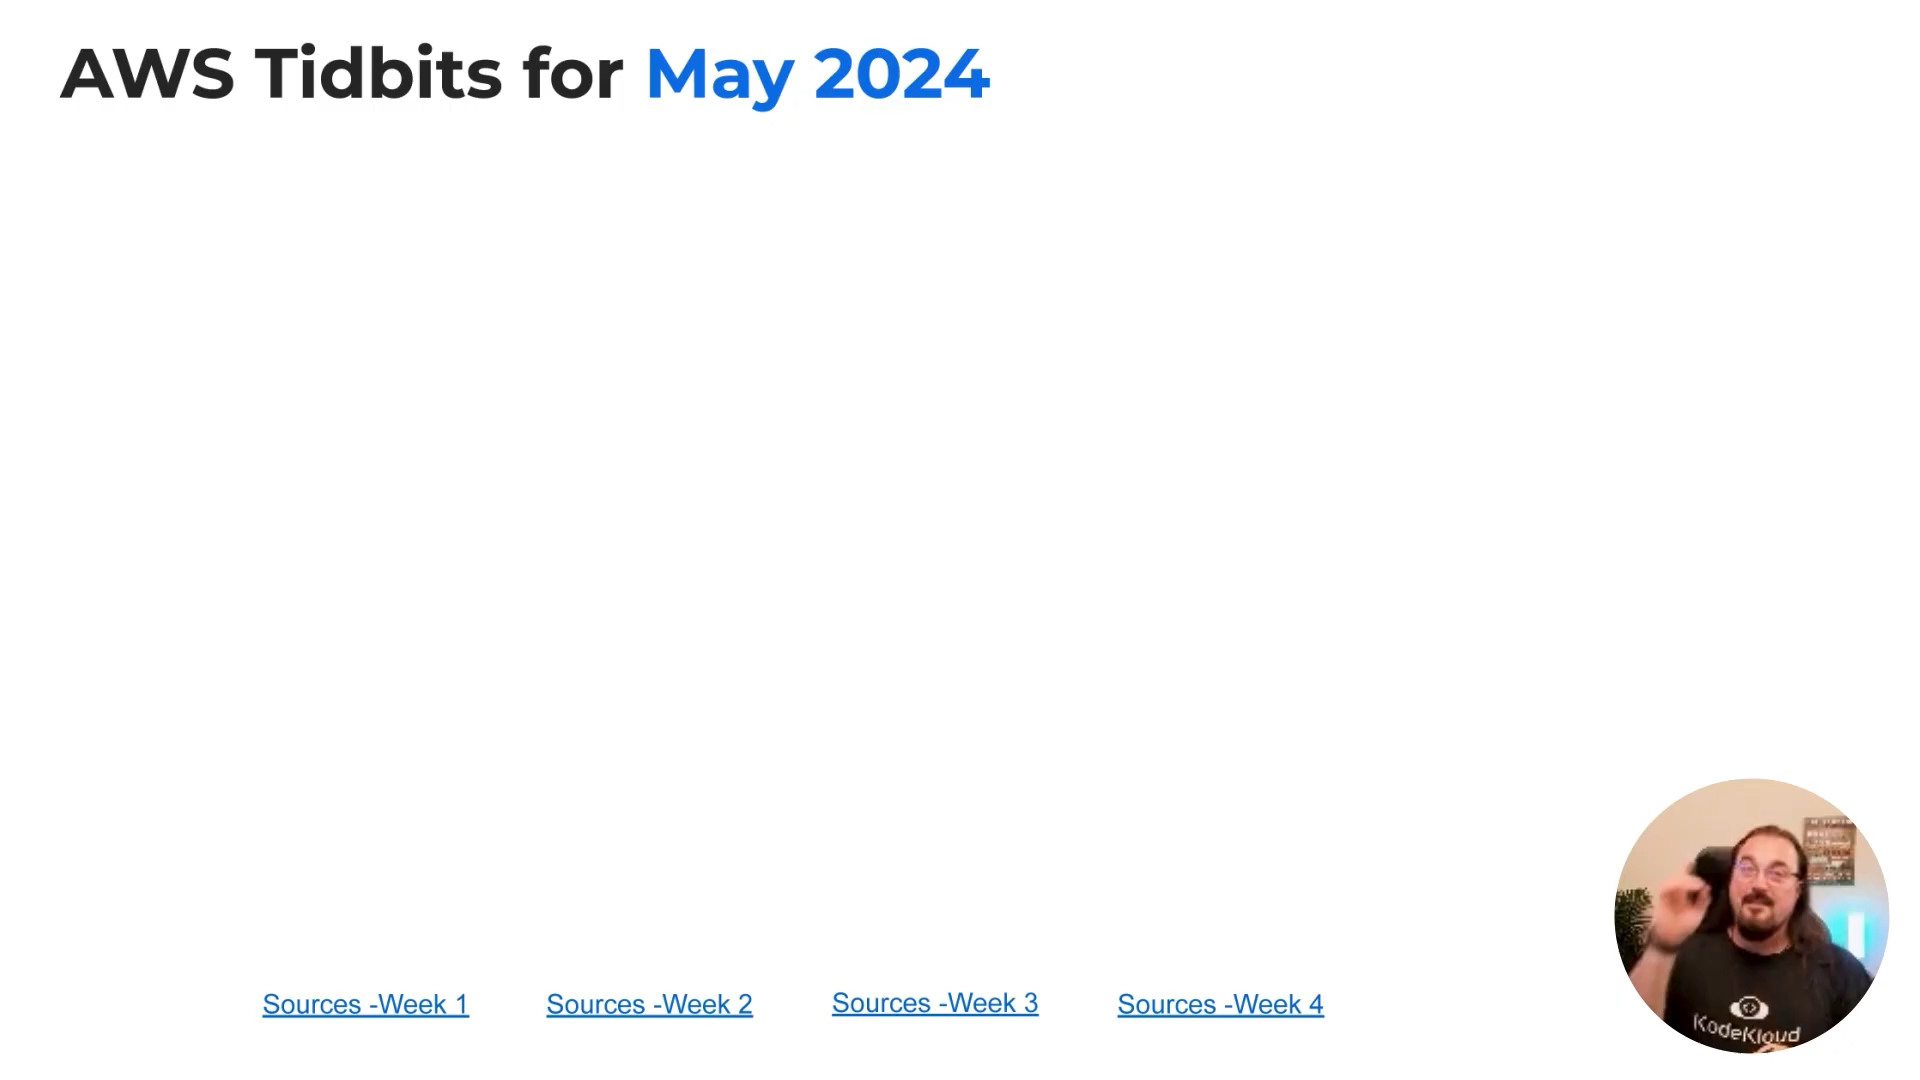 AWS Tidbits for May 2024
Sources -Week 1
Sources -Week 2
Sources -Week 3
Sources -Week 4
KodeKloud